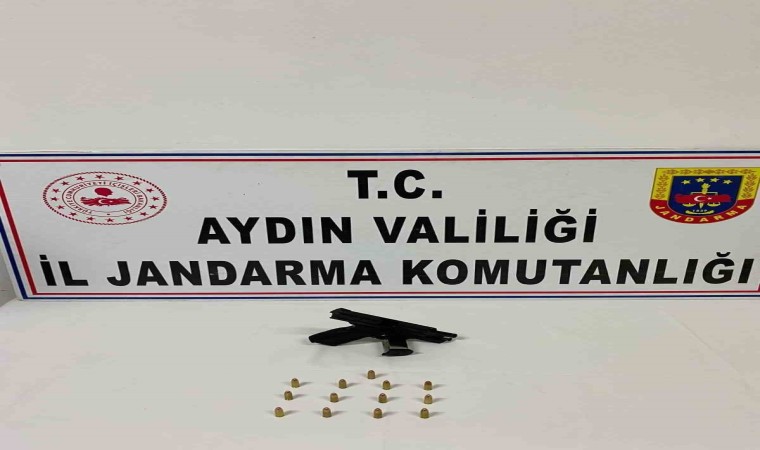 T.C.
AYDIN VALİLİĞİ
İL JANDARMA KOMUTANLIĞI
JANDARMA